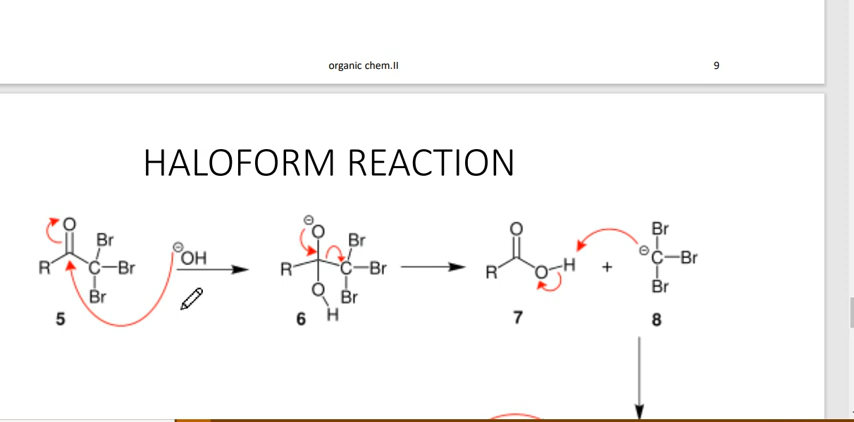 organic chem.II
9
HALOFORM REACTION
O
Br
R
C—Br
Br
5
⊖OH
⊖O
Br
R
C—Br
O
Br
H
6
O
R
O—H
7
+
Br
⊖C—Br
Br
8